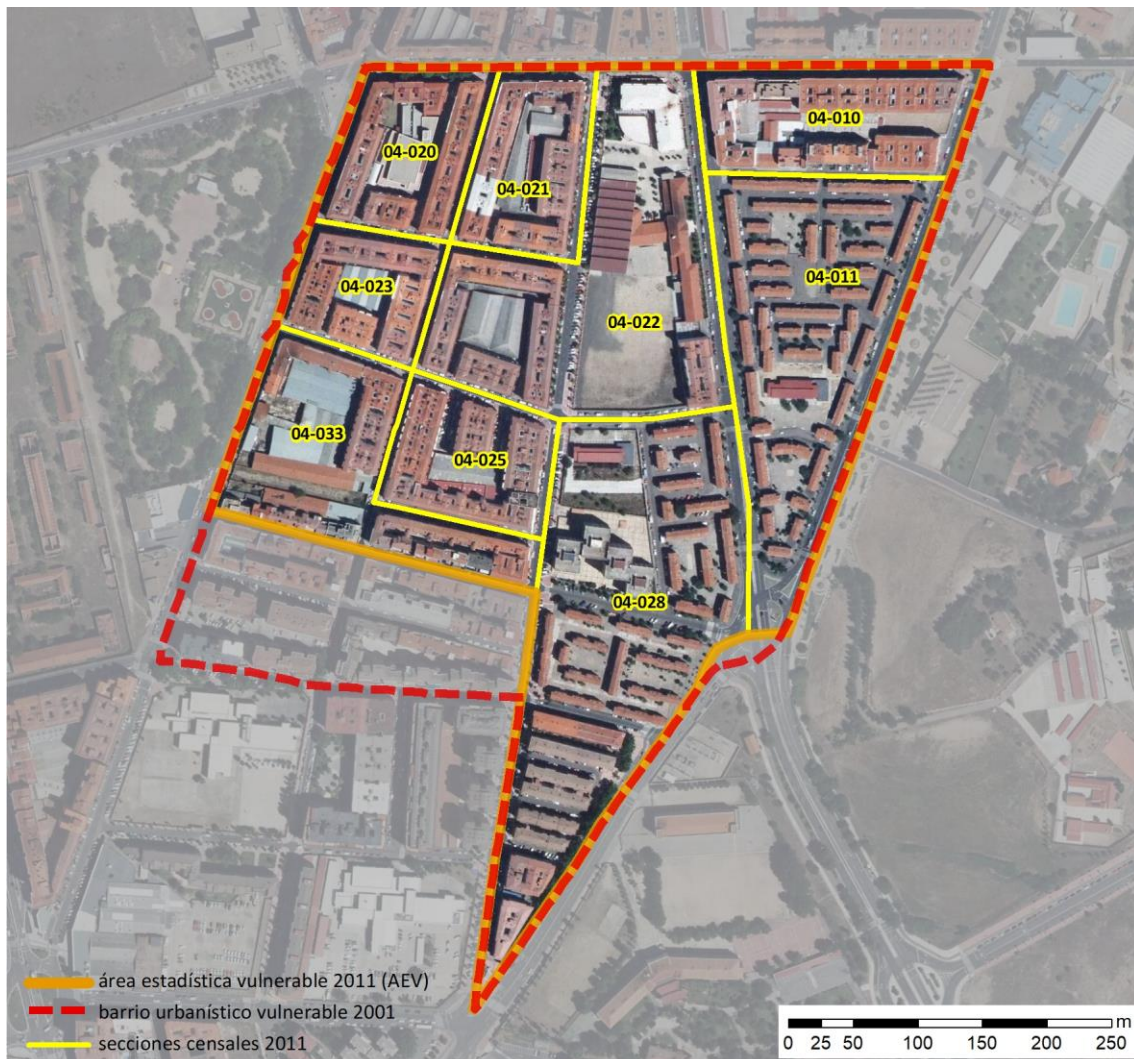 04-010
04-020
04-021
04-011
04-023
04-022
04-033
04-025
04-028
área estadística vulnerable 2011 (AEV)
barrio urbanístico vulnerable 2001
secciones censales 2011
m
0 25 50 100 150 200 250